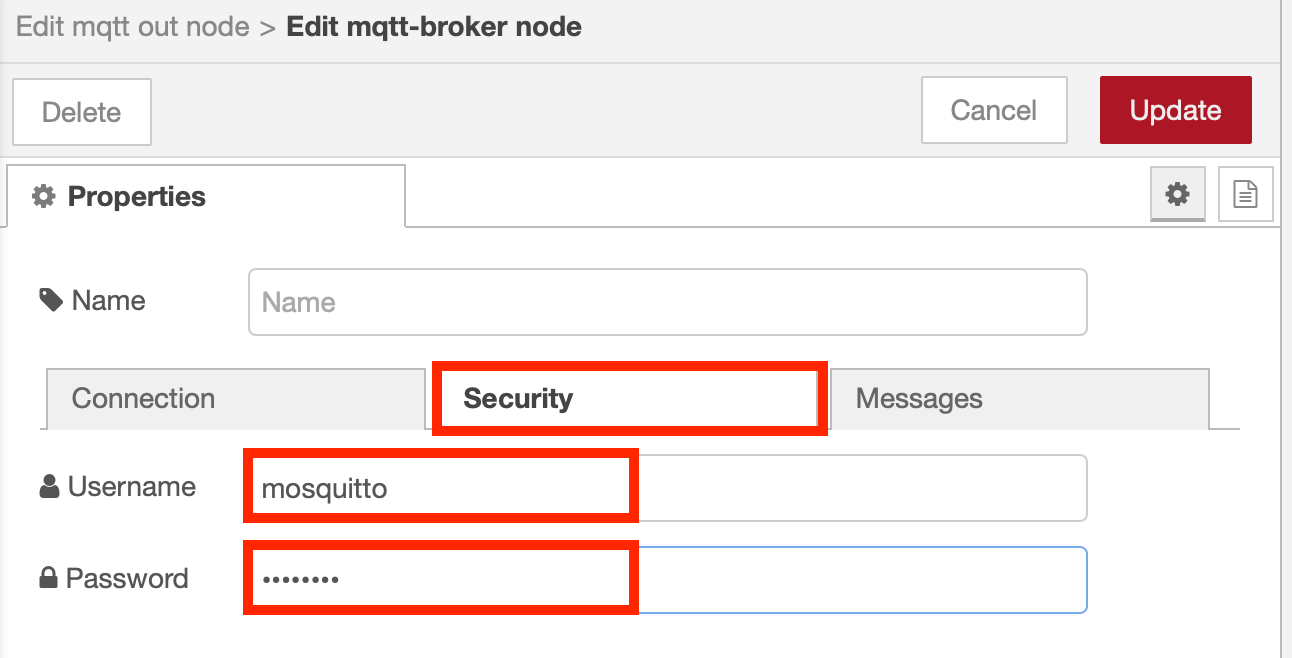 Edit mqtt out node > Edit mqtt-broker node
Delete Cancel Update
Properties
Name Name
Connection Security Messages
Username mosquitto
Password ••••••••